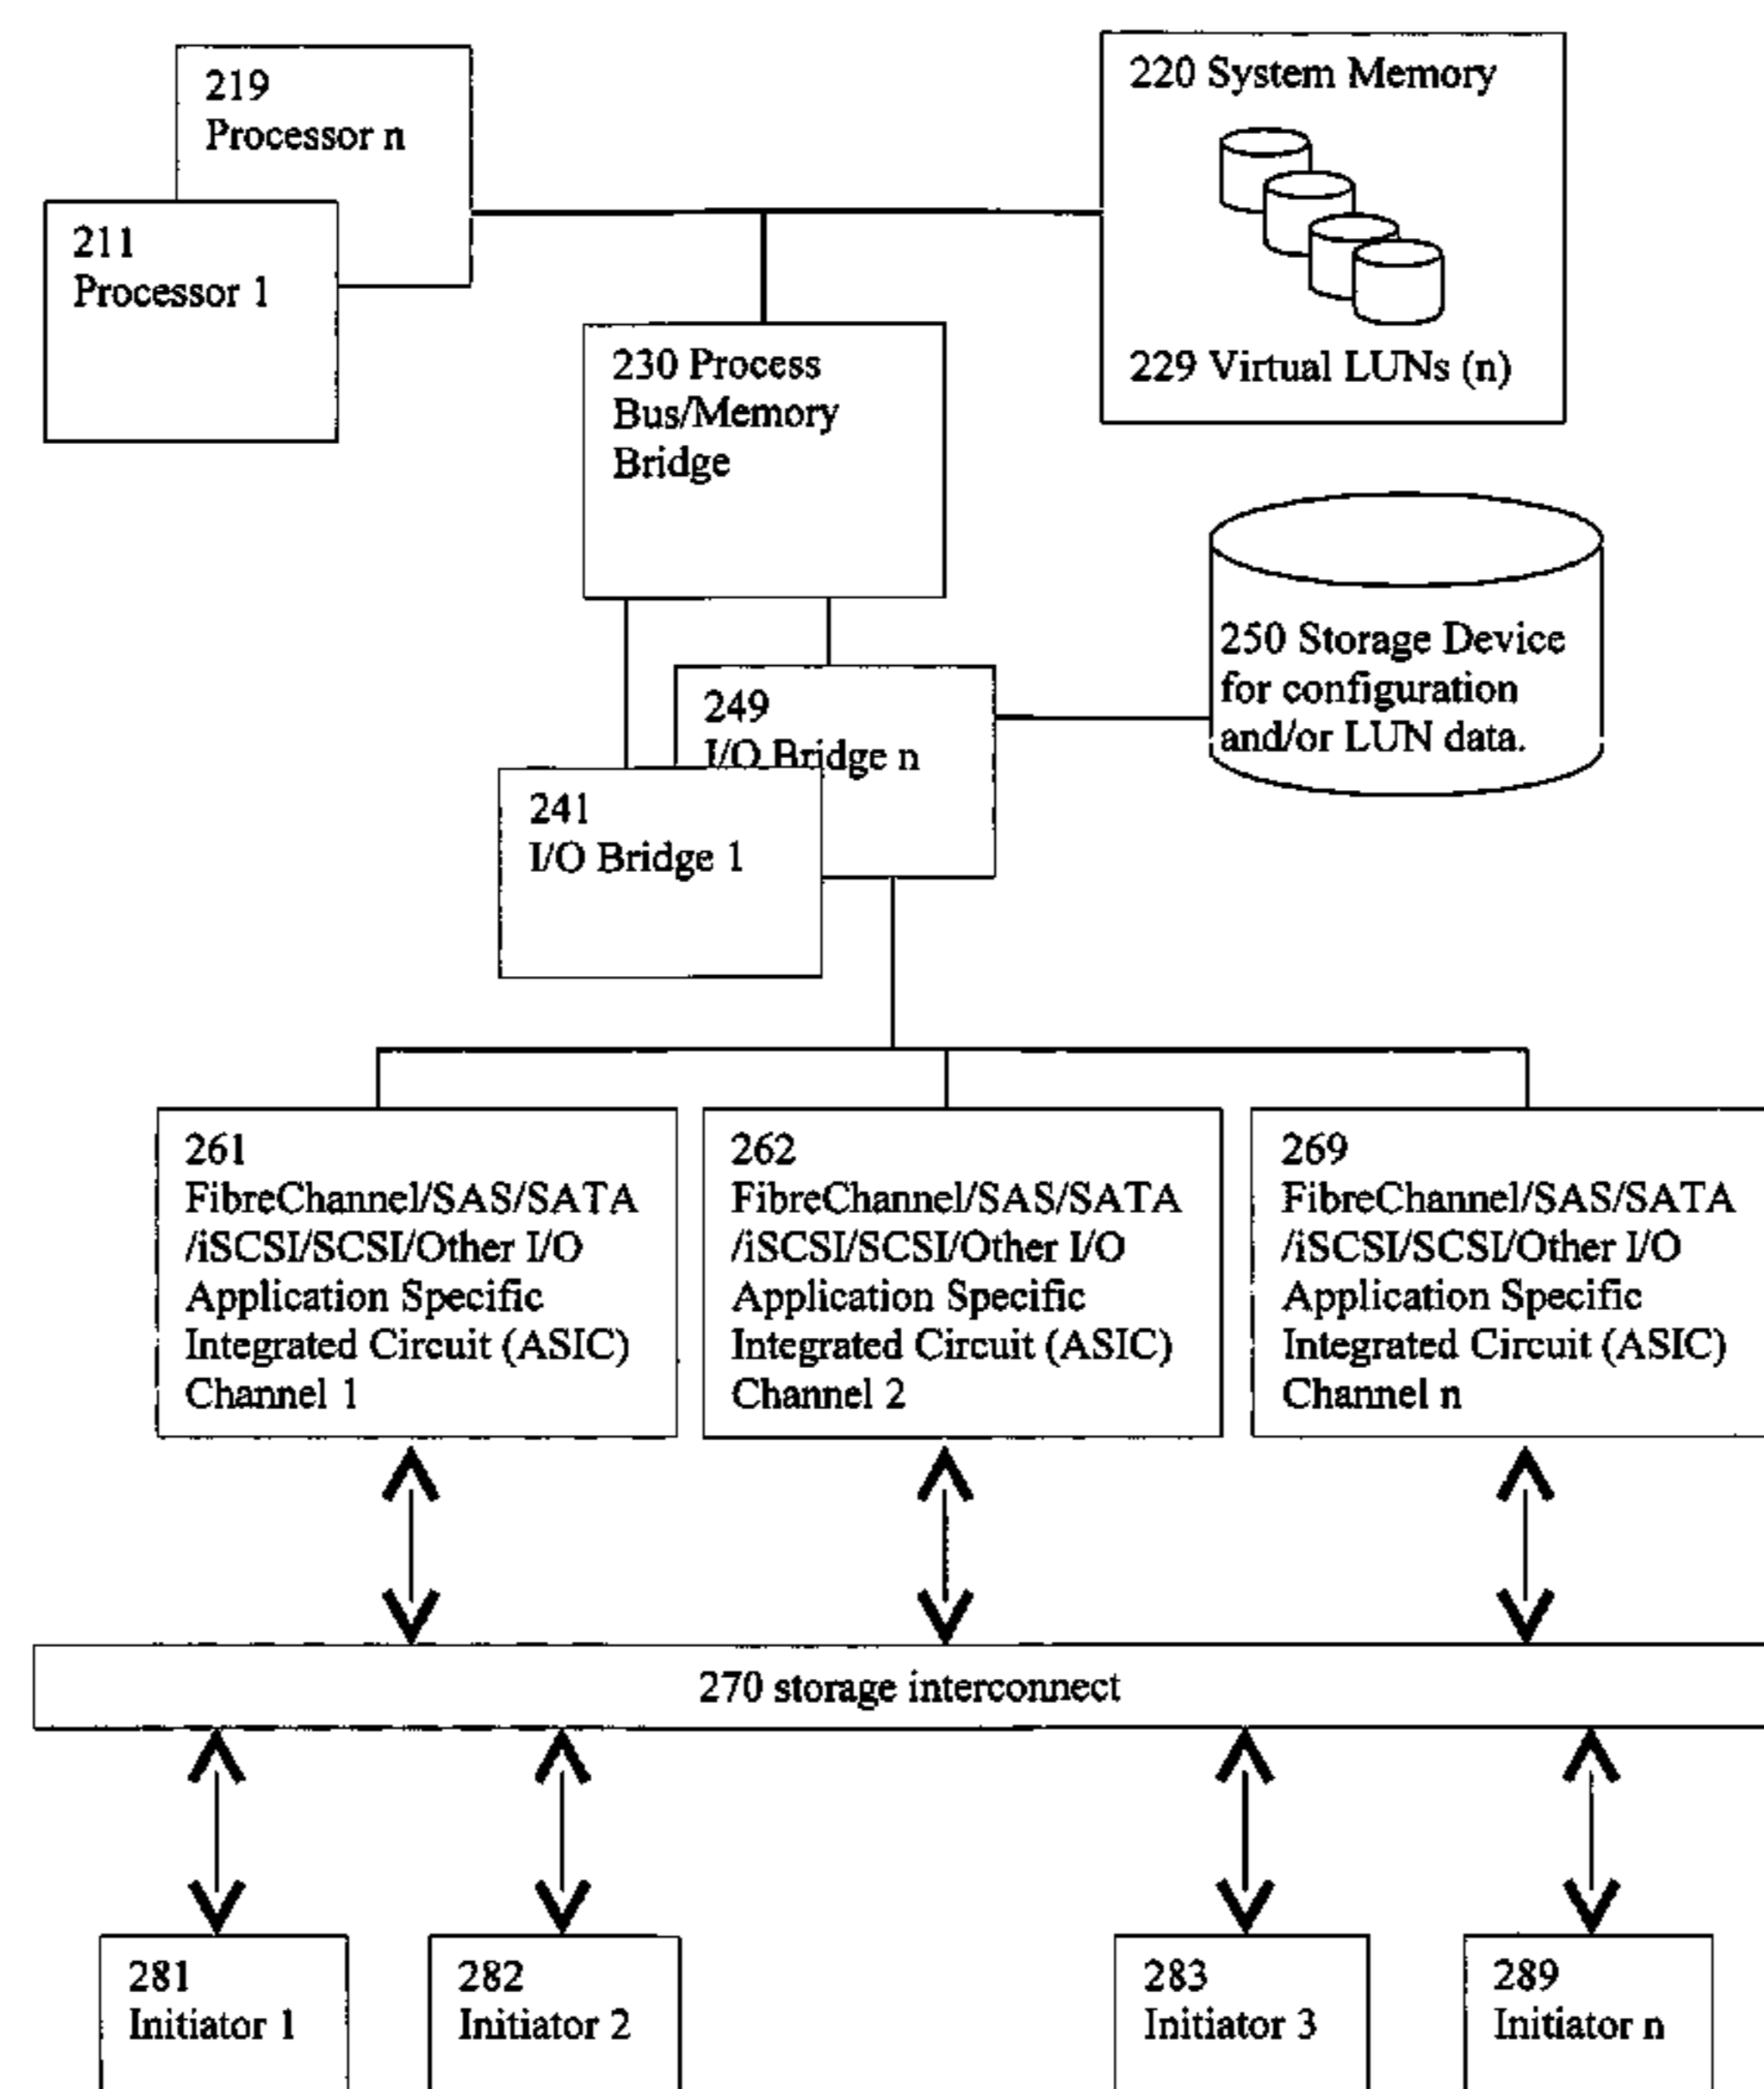 219
Processor n
211
Processor 1
220 System Memory
229 Virtual LUNs (n)
230 Process
Bus/Memory
Bridge
250 Storage Device
for configuration
and/or LUN data.
249
I/O Bridge n
241
I/O Bridge 1
261
FibreChannel/SAS/SATA
/iSCSI/SCSI/Other I/O
Application Specific
Integrated Circuit (ASIC)
Channel 1
262
FibreChannel/SAS/SATA
/iSCSI/SCSI/Other I/O
Application Specific
Integrated Circuit (ASIC)
Channel 2
269
FibreChannel/SAS/SATA
/iSCSI/SCSI/Other I/O
Application Specific
Integrated Circuit (ASIC)
Channel n
270 storage interconnect
281
Initiator 1
282
Initiator 2
283
Initiator 3
289
Initiator n